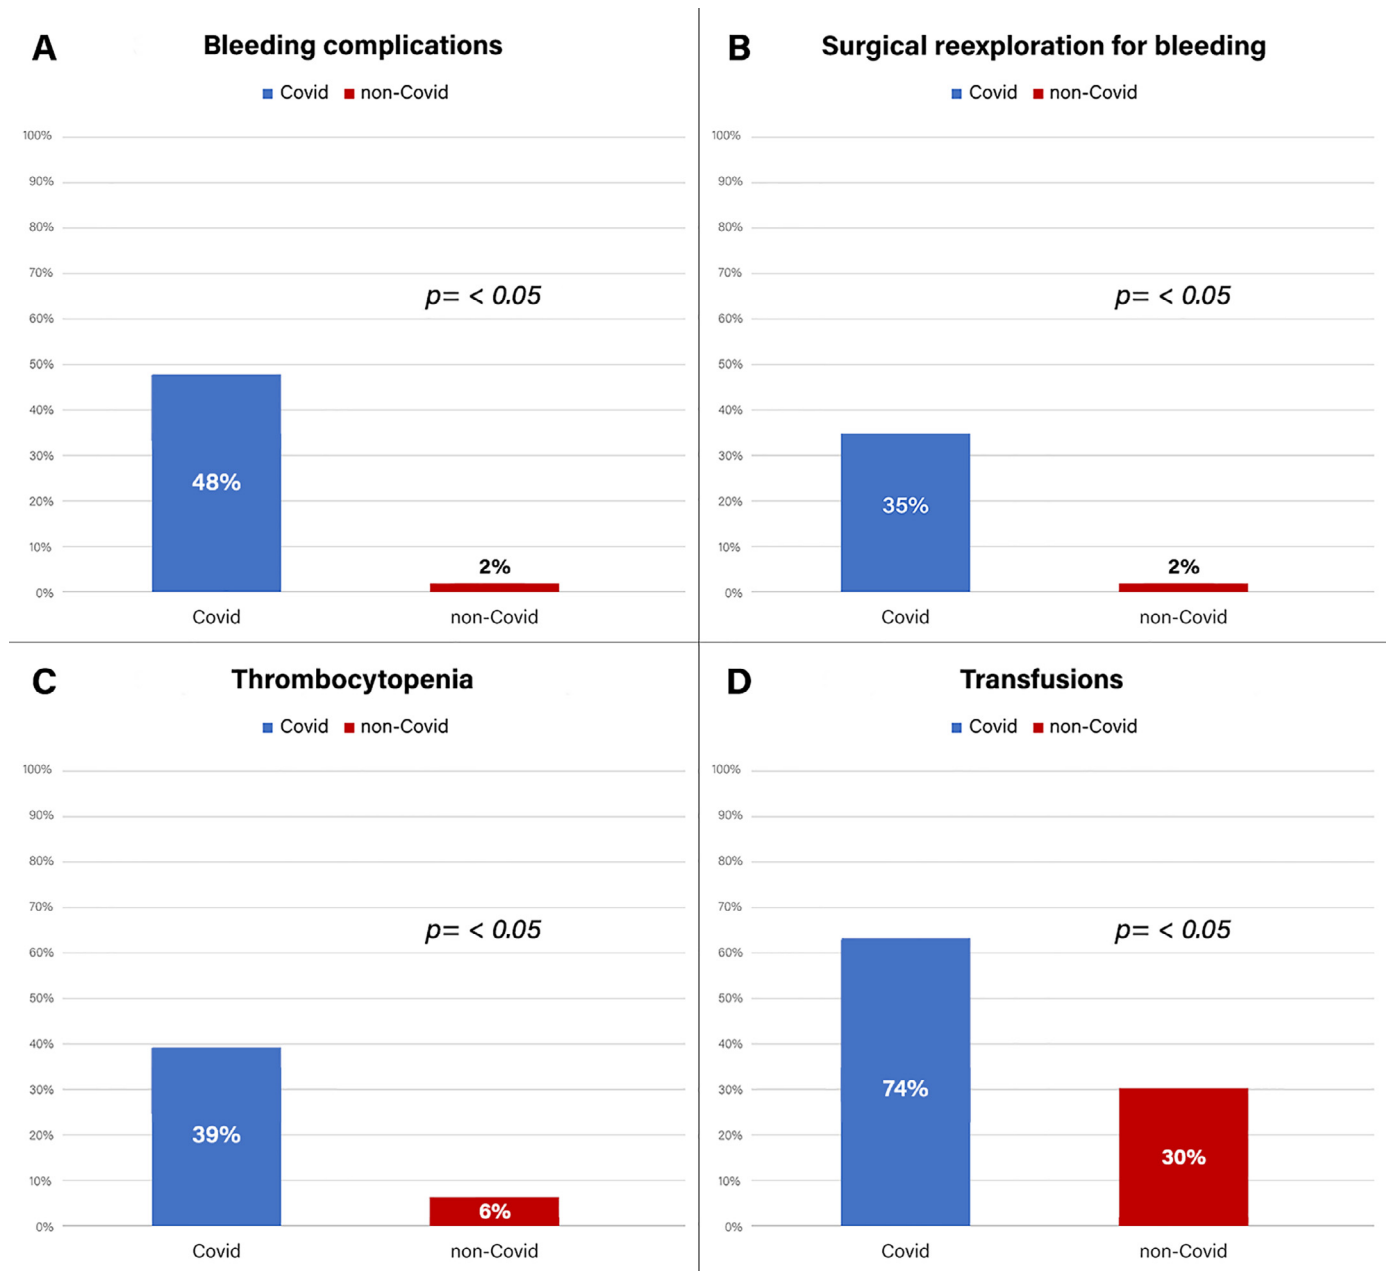 A
Bleeding complications
Covid non-Covid
100%
90%
80%
70%
p= < 0.05
60%
50%
40%
30%
48%
20%
10%
2%
0%
Covid non-Covid
B
Surgical reexploration for bleeding
Covid non-Covid
100%
90%
80%
70%
p= < 0.05
60%
50%
40%
30%
35%
20%
10%
2%
0%
Covid non-Covid
C
Thrombocytopenia
Covid non-Covid
100%
90%
80%
70%
p= < 0.05
60%
50%
40%
30%
39%
20%
10%
6%
0%
Covid non-Covid
D
Transfusions
Covid non-Covid
100%
90%
80%
70%
p= < 0.05
60%
50%
40%
30%
74%
20%
30%
10%
0%
Covid non-Covid